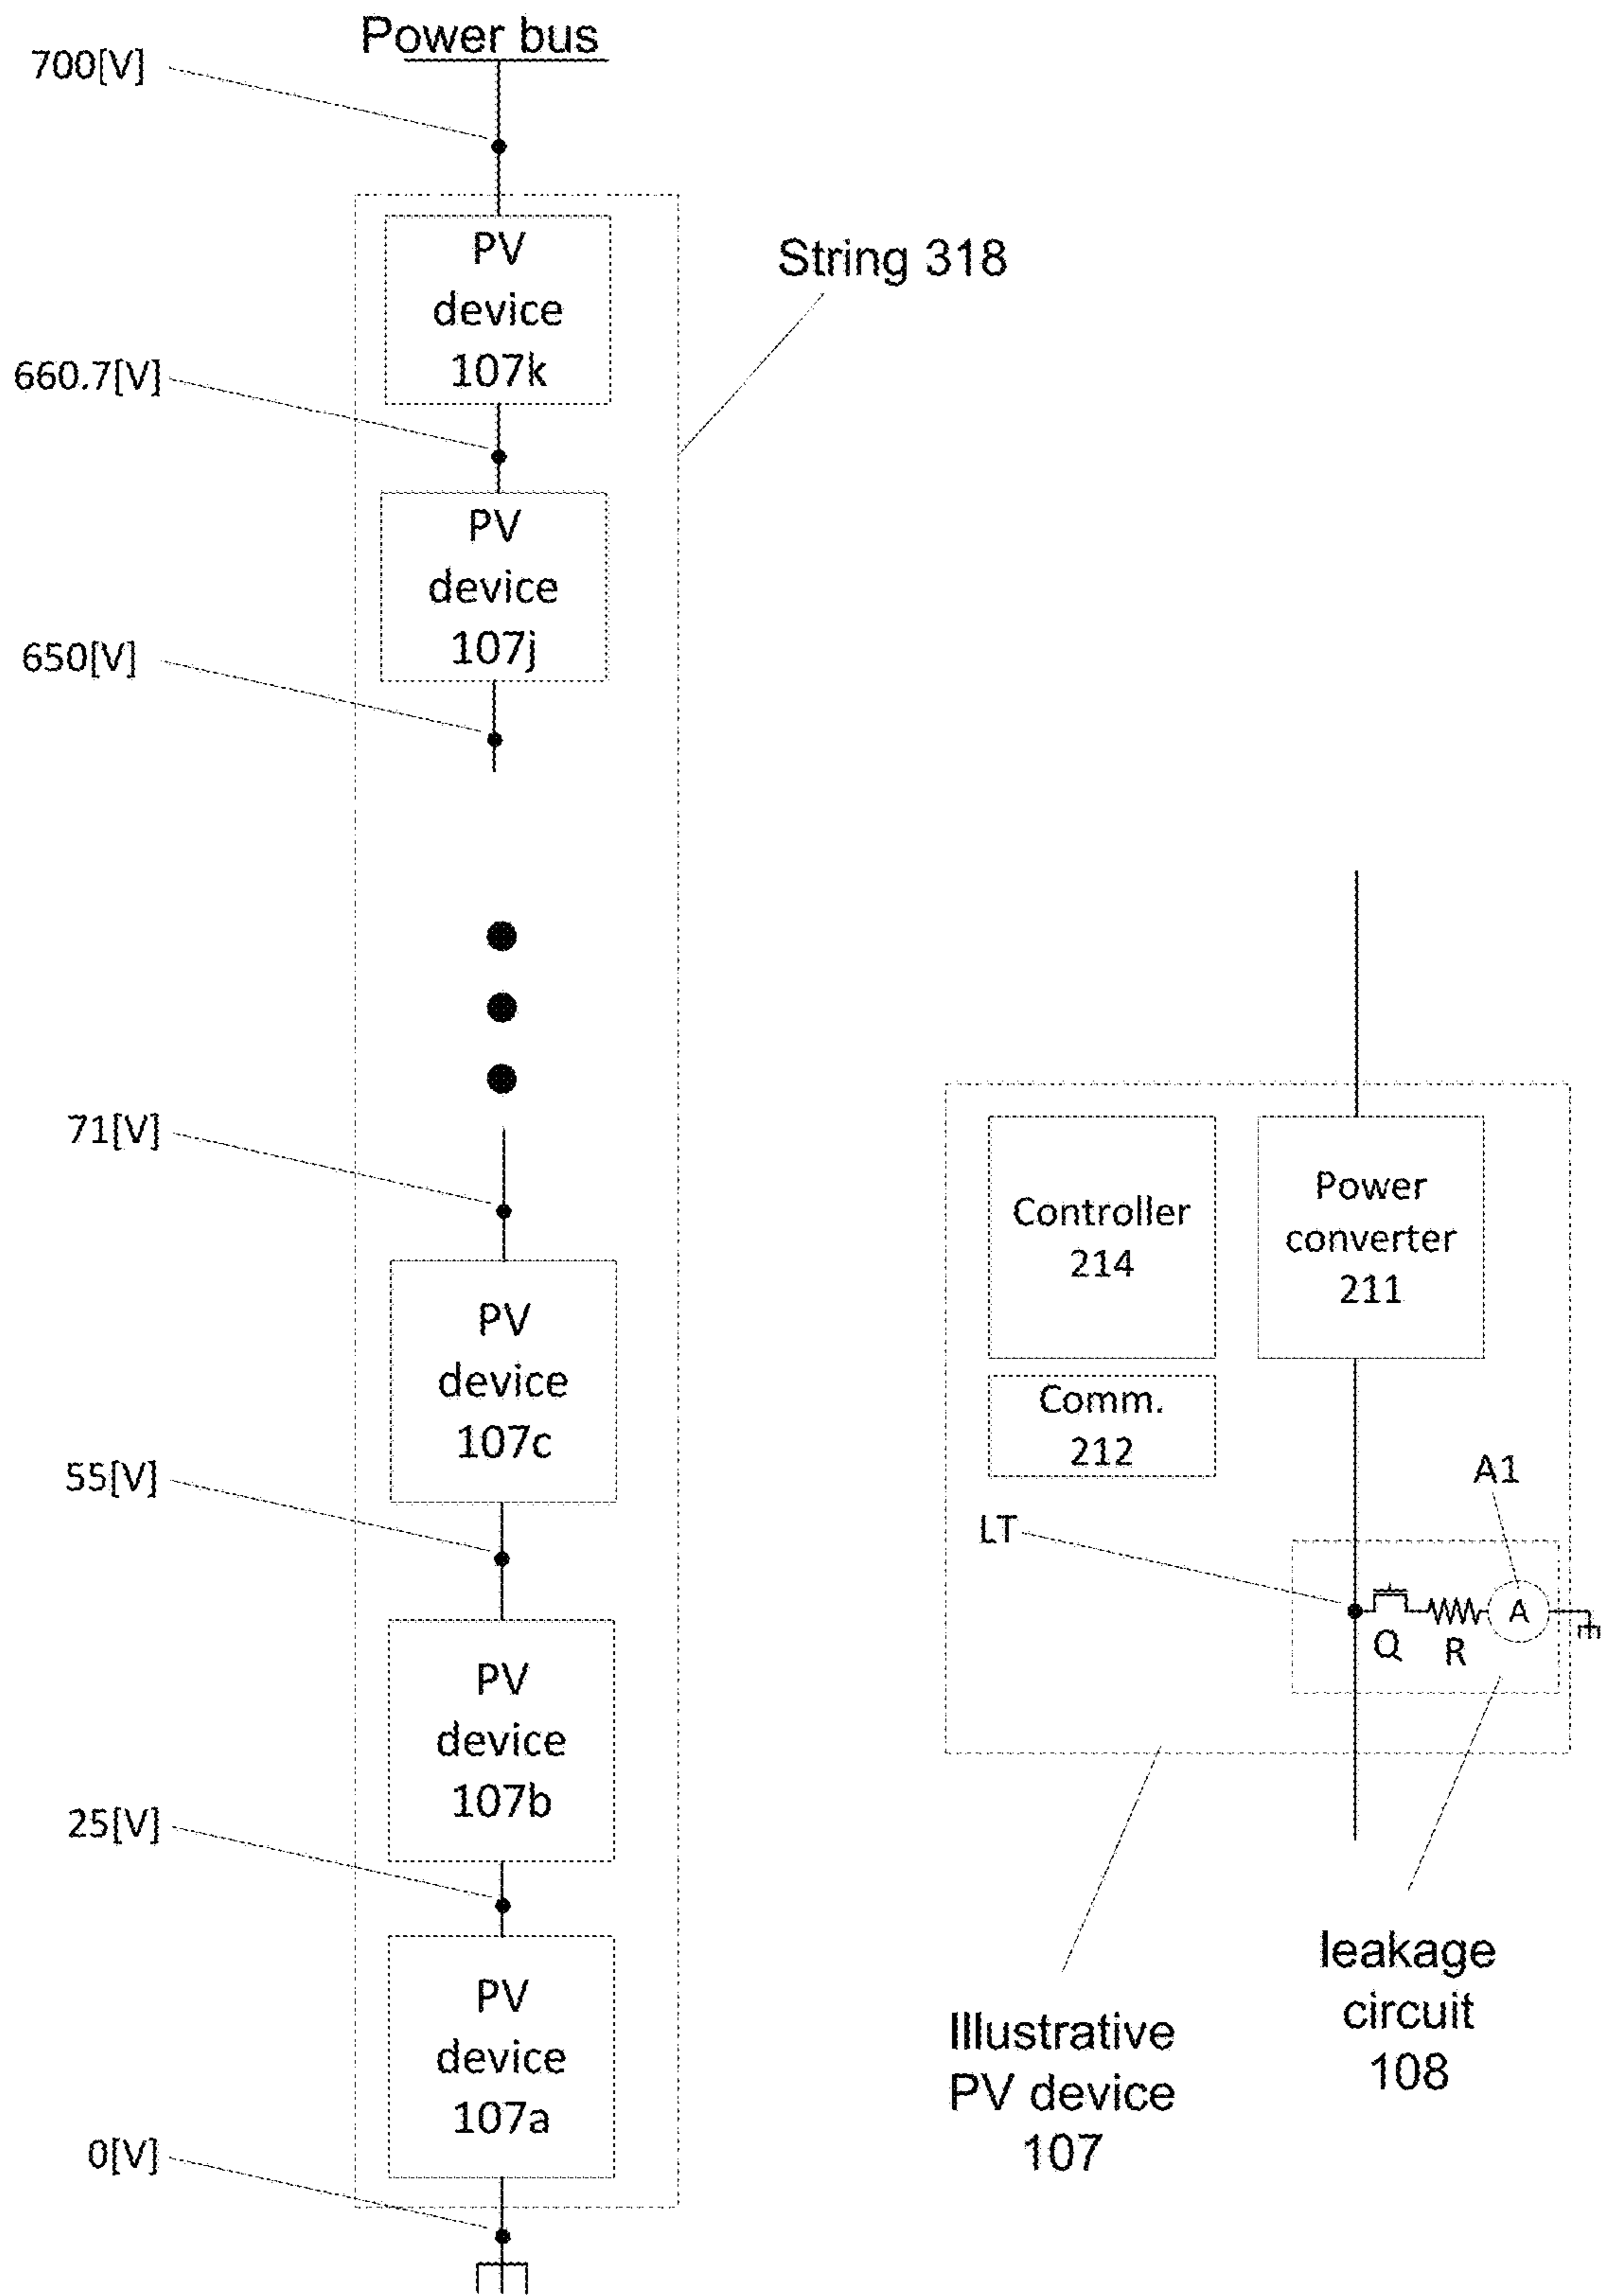 Power bus
700[V]
PV
device
107k
String 318
660.7[V]
PV
device
107j
650[V]
71[V]
PV
device
107c
55[V]
PV
device
107b
25[V]
PV
device
107a
0[V]
Controller
214
Power
converter
211
Comm.
212
A1
LT
A
Q
R
leakage
circuit
108
Illustrative
PV device
107